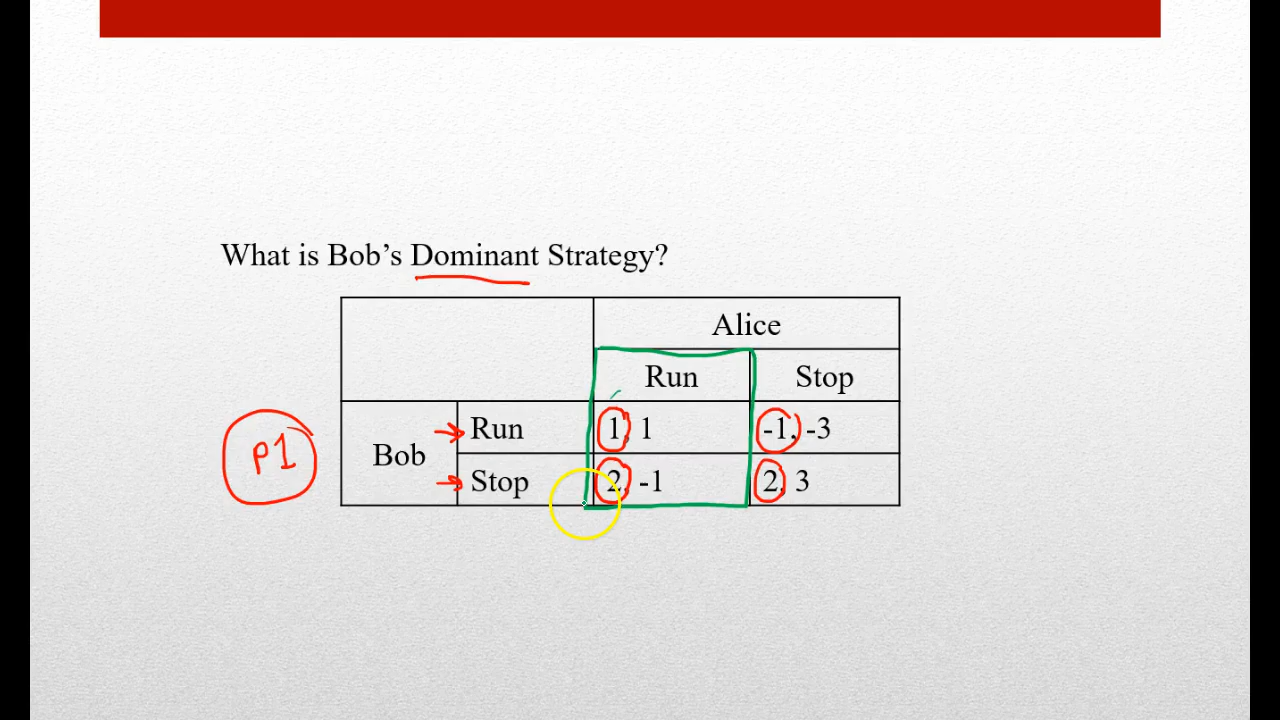 What is Bob’s Dominant Strategy?
Alice
Run Stop
P1 Bob Run 1, 1 -1, -3
Stop 2, -1 2, 3